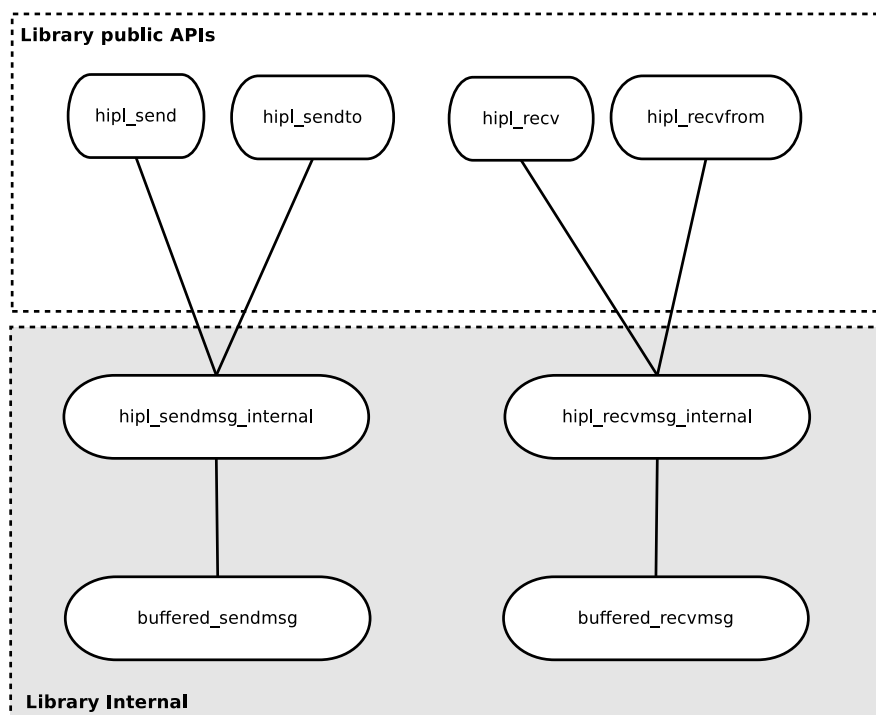 Library public APIs
hipl_send
hipl_sendto
hipl_recv
hipl_recvfrom
hipl_sendmsg_internal
hipl_recvmsg_internal
buffered_sendmsg
buffered_recvmsg
Library Internal